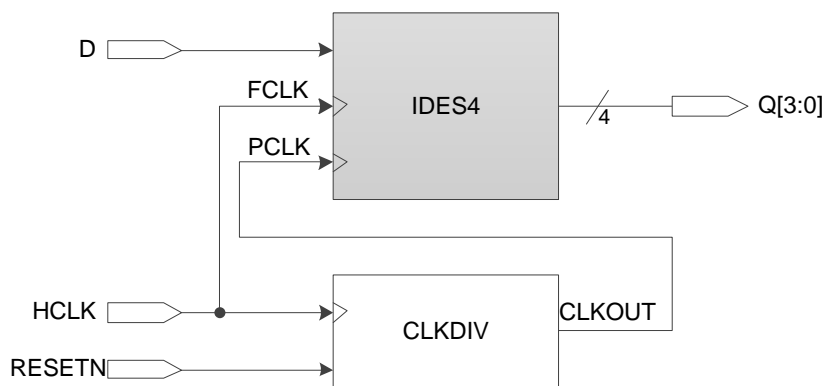 D
FCLK
IDES4
Q[3:0]
4
PCLK
HCLK
CLKOUT
CLKDIV
RESETN